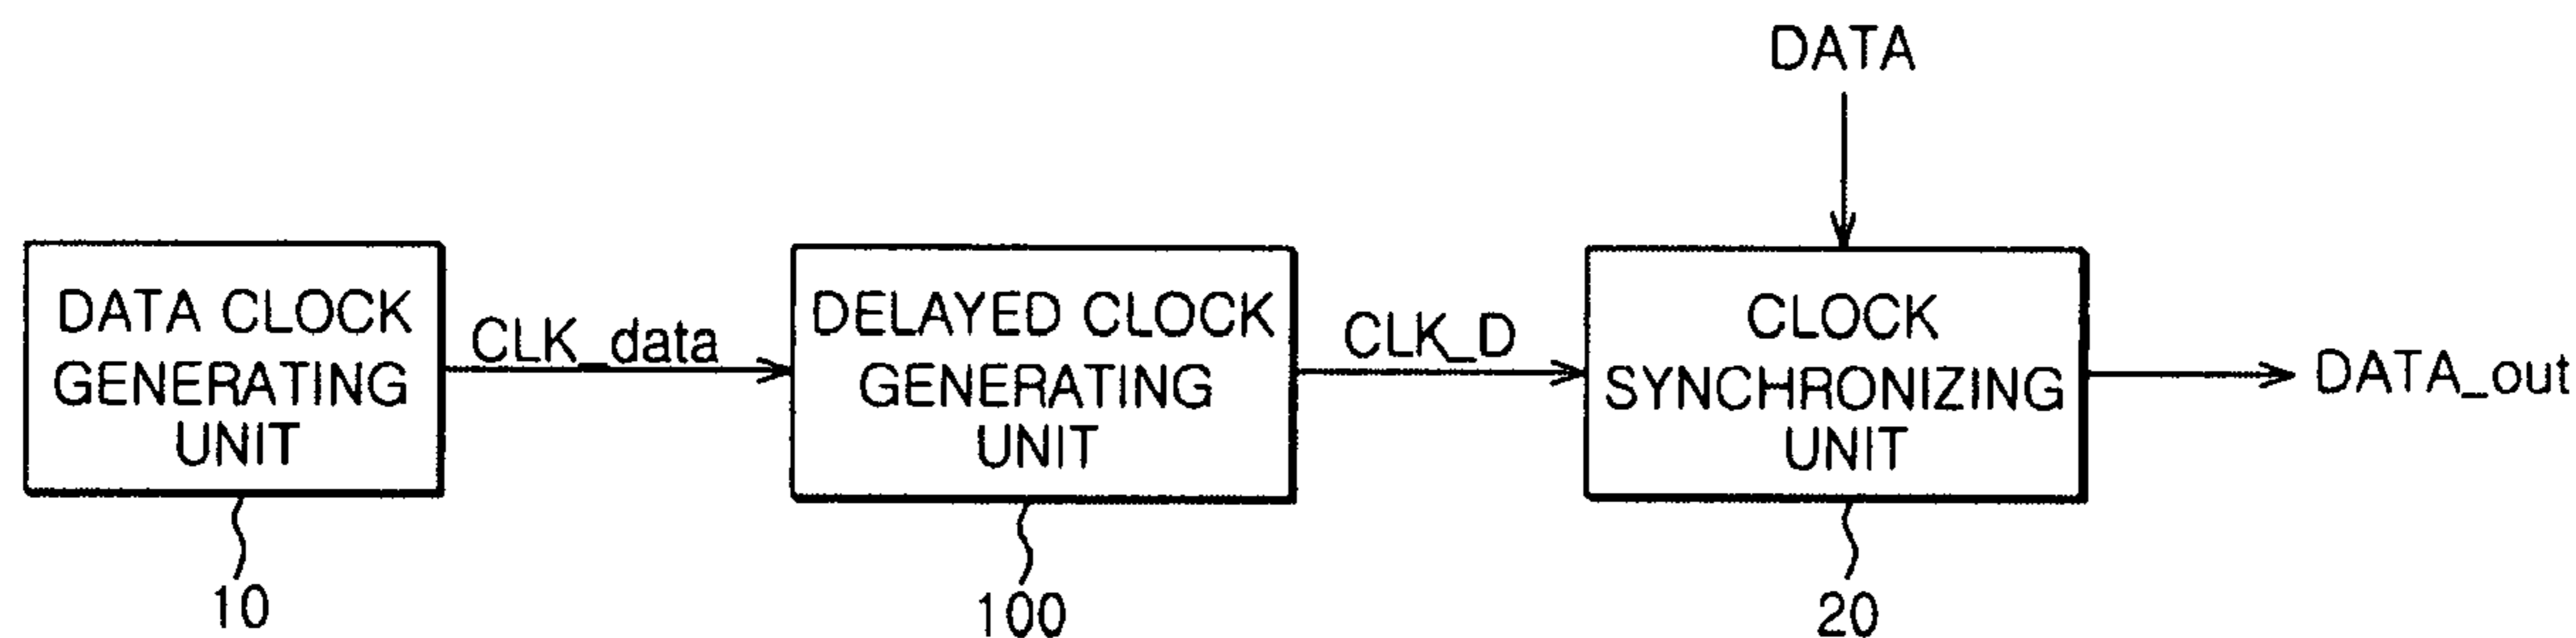 DATA
DATA CLOCK
GENERATING
UNIT
CLK_data
DELAYED CLOCK
GENERATING
UNIT
CLK_D
CLOCK
SYNCHRONIZING
UNIT
DATA_out
10
100
20